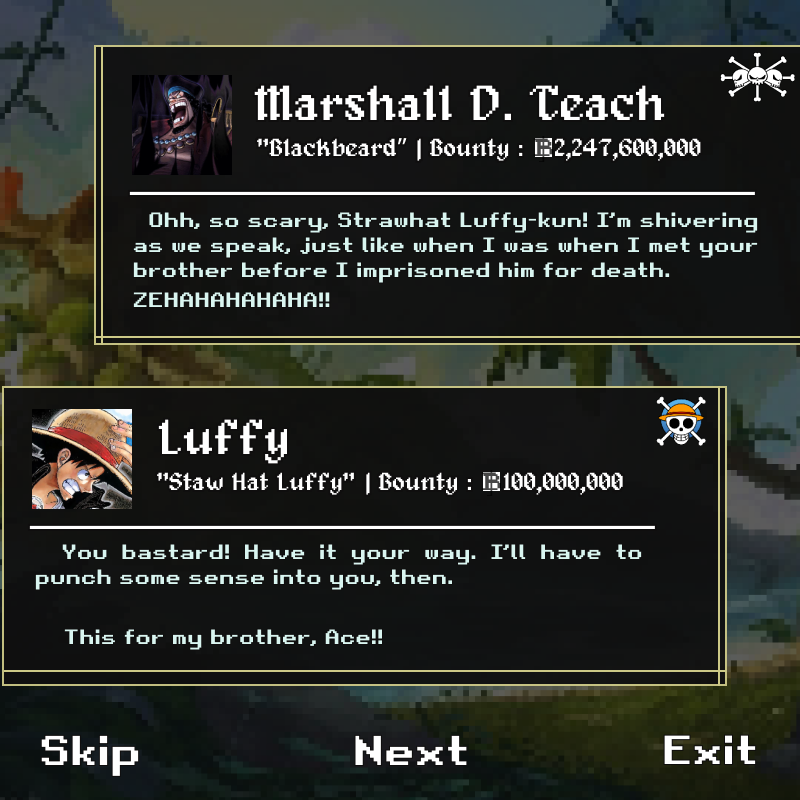 Marshall D. Teach
"Blackbeard" | Bounty : ฿2,247,600,000
Ohh, so scary, Strawhat Luffy-kun! I'm shivering
as we speak, just like when I was when I met your
brother before I imprisoned him for death.
ZEHAHAHAHAHA!!
Luffy
"Staw Hat Luffy" | Bounty : ฿100,000,000
You bastard! Have it your way. I'll have to
punch some sense into you, then.
This for my brother, Ace!!
Skip Next Exit